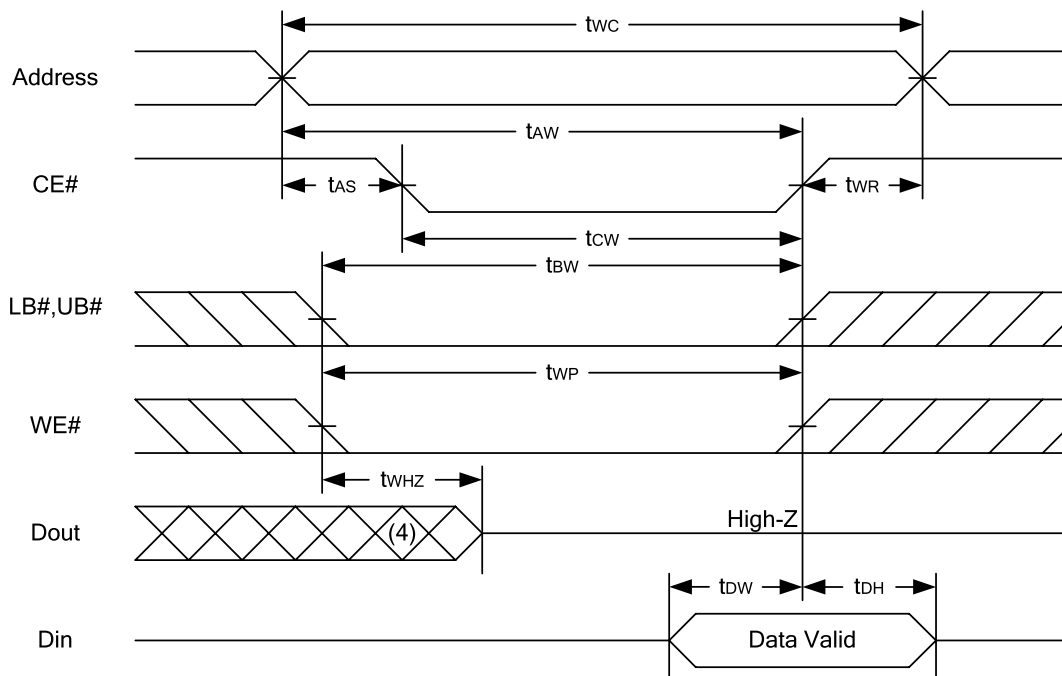 tWC
Address
tAW
CE#
tAS
tWR
tCW
tBW
LB#,UB#
tWP
WE#
tWHZ
Dout
(4)
High-Z
tDW
tDH
Din
Data Valid